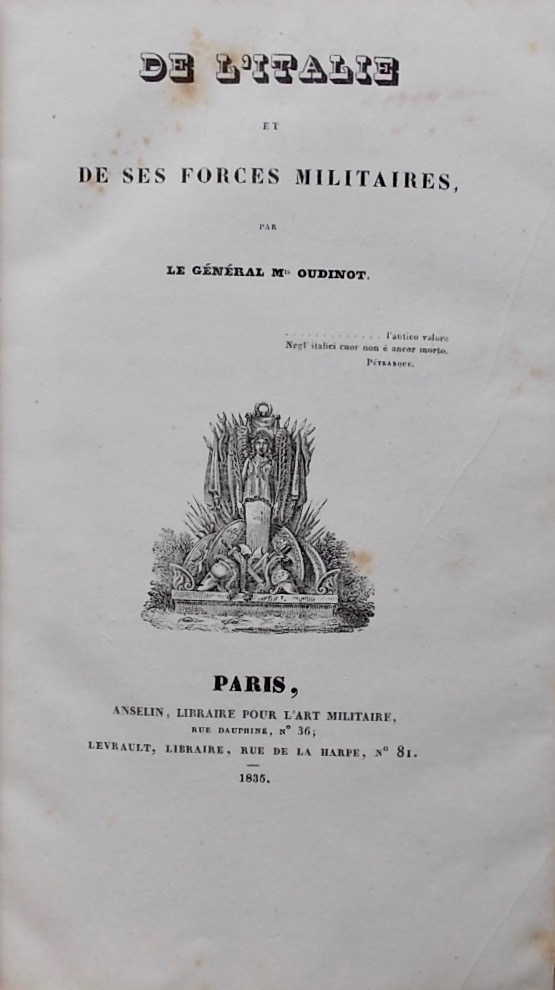 DE L'ITALIE
ET
DE SES FORCES MILITAIRES,
PAR
LE GÉNÉRAL Mis OUDINOT.
. . . . . . . . . . . . . l'antico valore
Negl' italici cuor non è ancor morto.
PÉTRARQUE.
PARIS,
ANSELIN, LIBRAIRE POUR L'ART MILITAIRE,
RUE DAUPHINE, N° 36;
LEVRAULT, LIBRAIRE, RUE DE LA HARPE, N° 81.
1835.